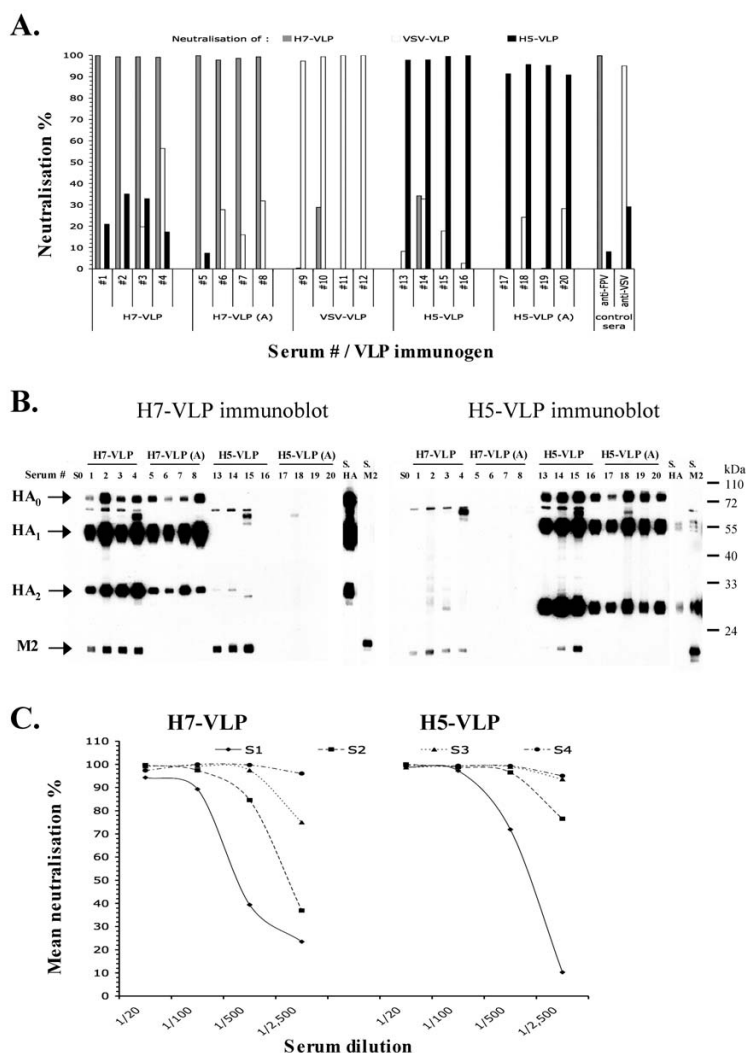 A.
Neutralisation of : H7-VLP VSV-VLP H5-VLP
Neutralisation %
100
90
80
70
60
50
40
30
20
10
0
#1 #2 #3 #4 #5 #6 #7 #8 #9 #10 #11 #12 #13 #14 #15 #16 #17 #18 #19 #20 anti-FPV anti-VSV
H7-VLP H7-VLP (A) VSV-VLP H5-VLP H5-VLP (A) control sera
Serum # / VLP immunogen
B.
H7-VLP immunoblot H5-VLP immunoblot
H7-VLP H7-VLP (A) H5-VLP H5-VLP (A) S. HA S. M2 H7-VLP H7-VLP (A) H5-VLP H5-VLP (A) S. HA S. M2 kDa
Serum # S0 1 2 3 4 5 6 7 8 13 14 15 16 17 18 19 20 S0 1 2 3 4 5 6 7 8 13 14 15 16 17 18 19 20
HA0
HA1
HA2
M2
110
72
55
40
33
24
C.
H7-VLP H5-VLP
S1 S2 S3 S4
Mean neutralisation %
110
100
90
80
70
60
50
40
30
20
10
0
1/20 1/100 1/500 1/2,500 1/20 1/100 1/500 1/2,500
Serum dilution